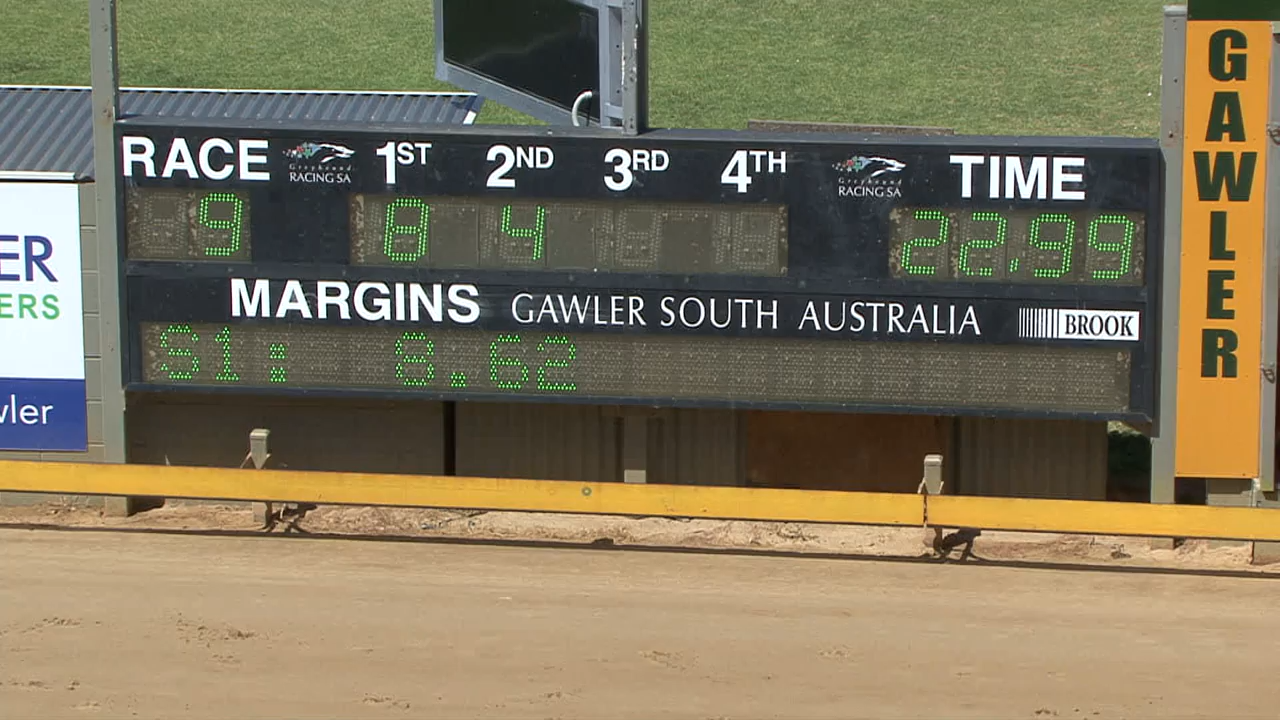 RACE Greyhound RACING SA 1ST 2ND 3RD 4TH Greyhound RACING SA TIME
9 8 4 22.99
MARGINS GAWLER SOUTH AUSTRALIA BROOK
S1: 8.62
GAWLER
ER
ERS
wler